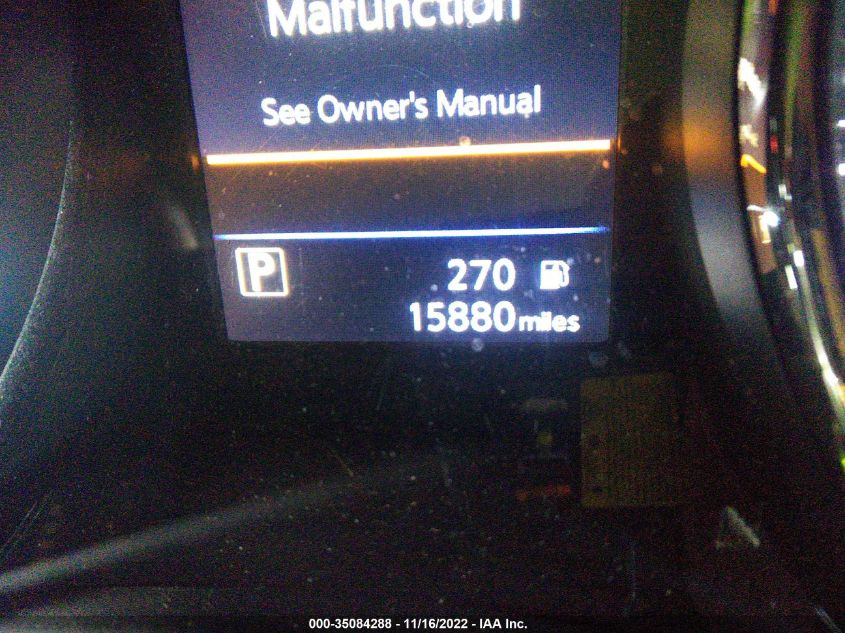 Malfunction
See Owner's Manual
P 270
15880 miles
000-35084288 - 11/16/2022 - IAA Inc.